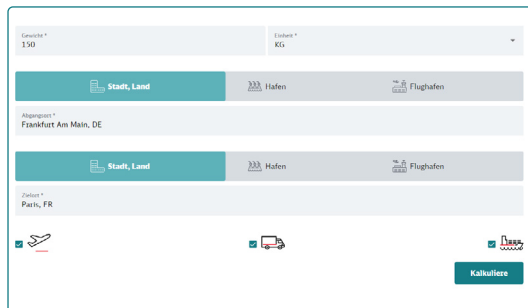 Gewicht *
150
Einheit *
KG
Stadt, Land
Hafen
Flughafen
Abgangsort *
Frankfurt Am Main, DE
Stadt, Land
Hafen
Flughafen
Zielort *
Paris, FR
Kalkuliere